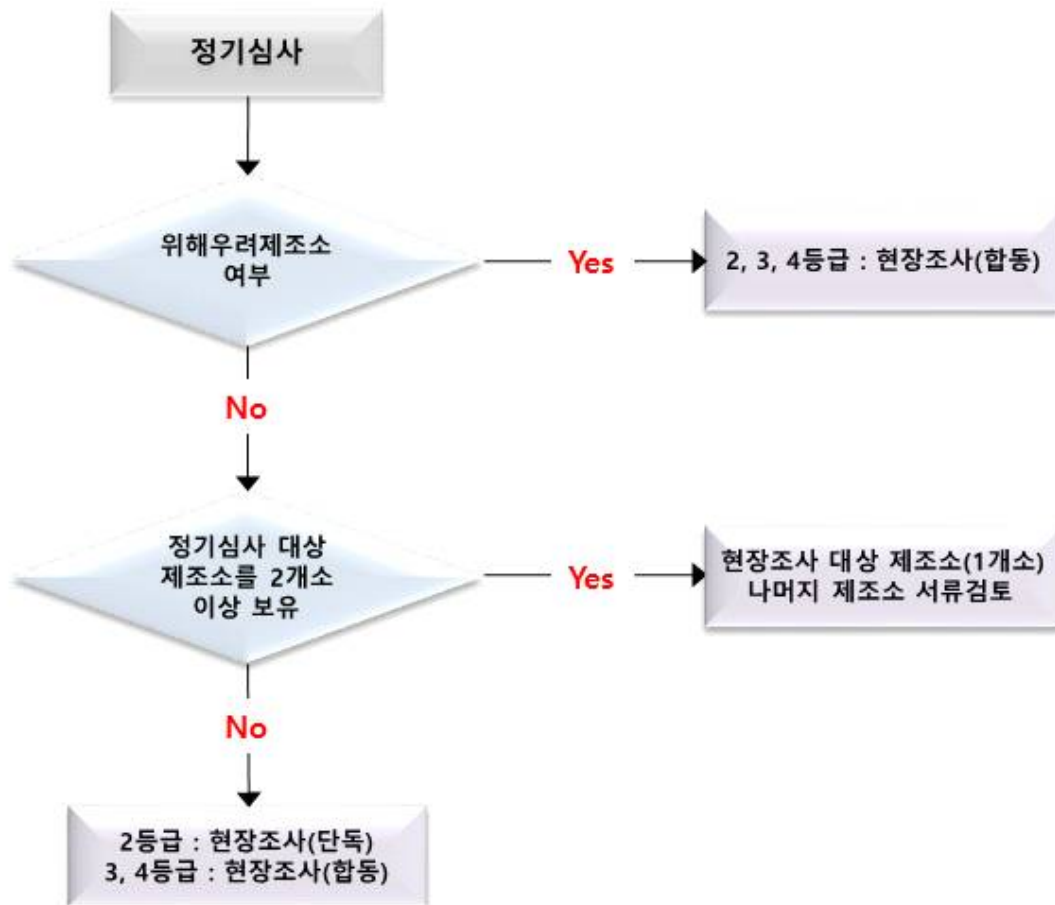 정기심사
위해우려제조소
여부
Yes
2, 3, 4등급 : 현장조사(합동)
No
정기심사 대상
제조소를 2개소
이상 보유
Yes
현장조사 대상 제조소(1개소)
나머지 제조소 서류검토
No
2등급 : 현장조사(단독)
3, 4등급 : 현장조사(합동)